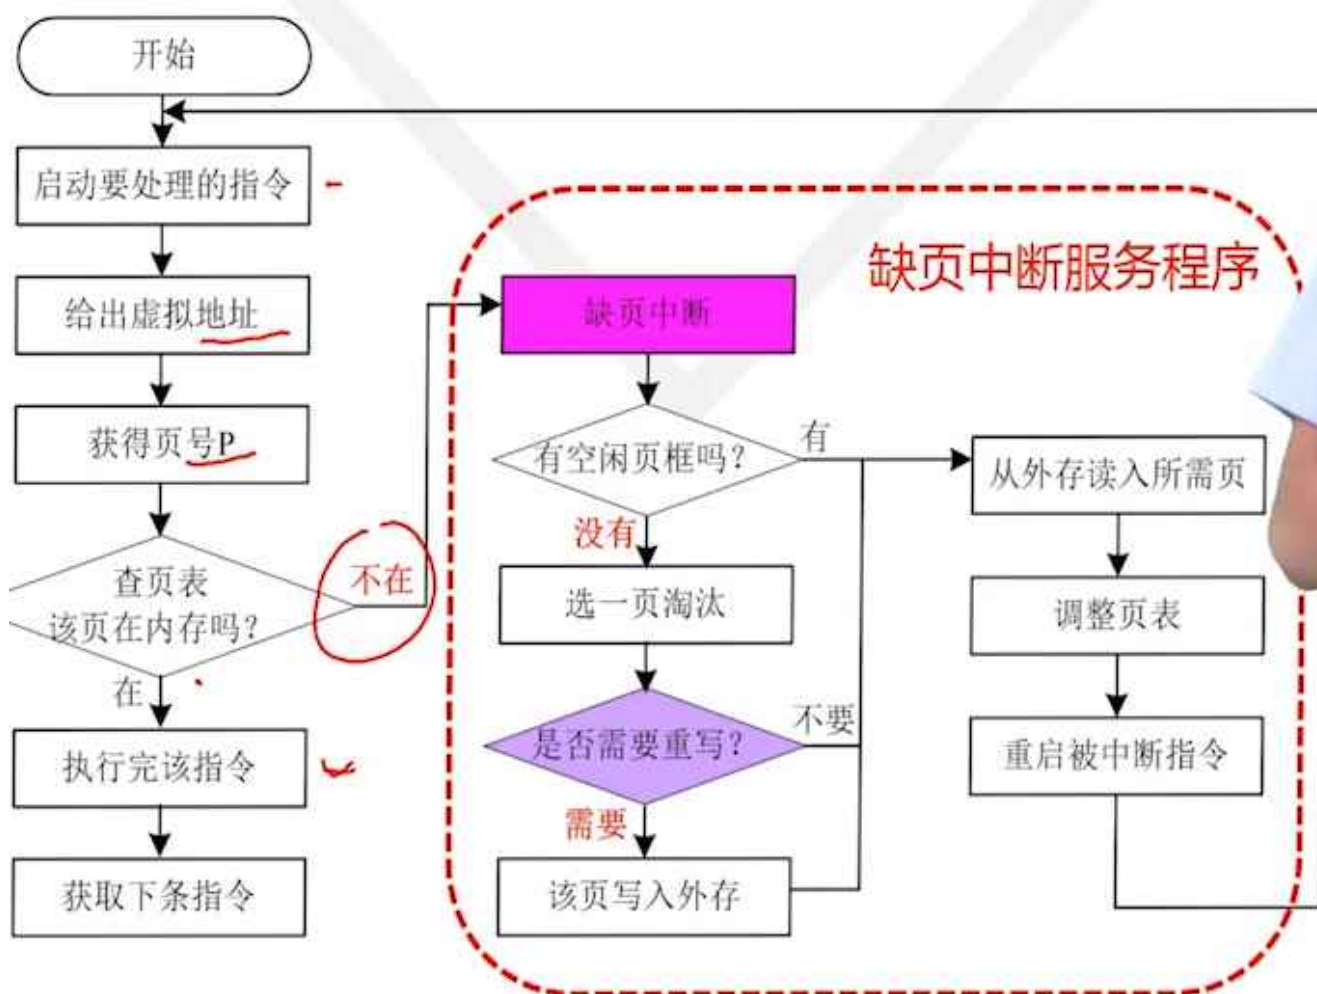 开始
启动要处理的指令
给出虚拟地址
获得页号P
查页表
该页在内存吗?
不在
在
执行完该指令
获取下条指令
缺页中断服务程序
缺页中断
有空闲页框吗?
有
没有
选一页淘汰
是否需要重写?
不要
需要
该页写入外存
从外存读入所需页
调整页表
重启被中断指令